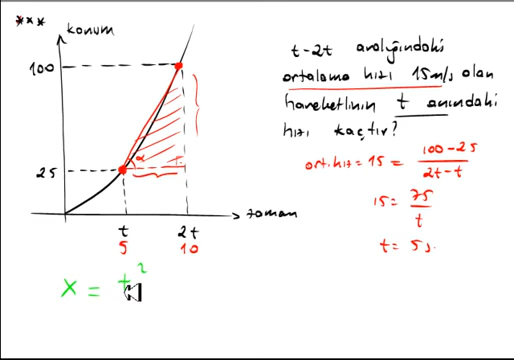 ***
konum
100
25
α
t
2t
zaman
5
10
t-2t aralığındaki
ortalama hızı 15m/s olan
hareketlinin t anındaki
hızı kaçtır?
ort.hız = 15 = 100-25 / 2t-t
15 = 75 / t
t = 5s.
x = t²